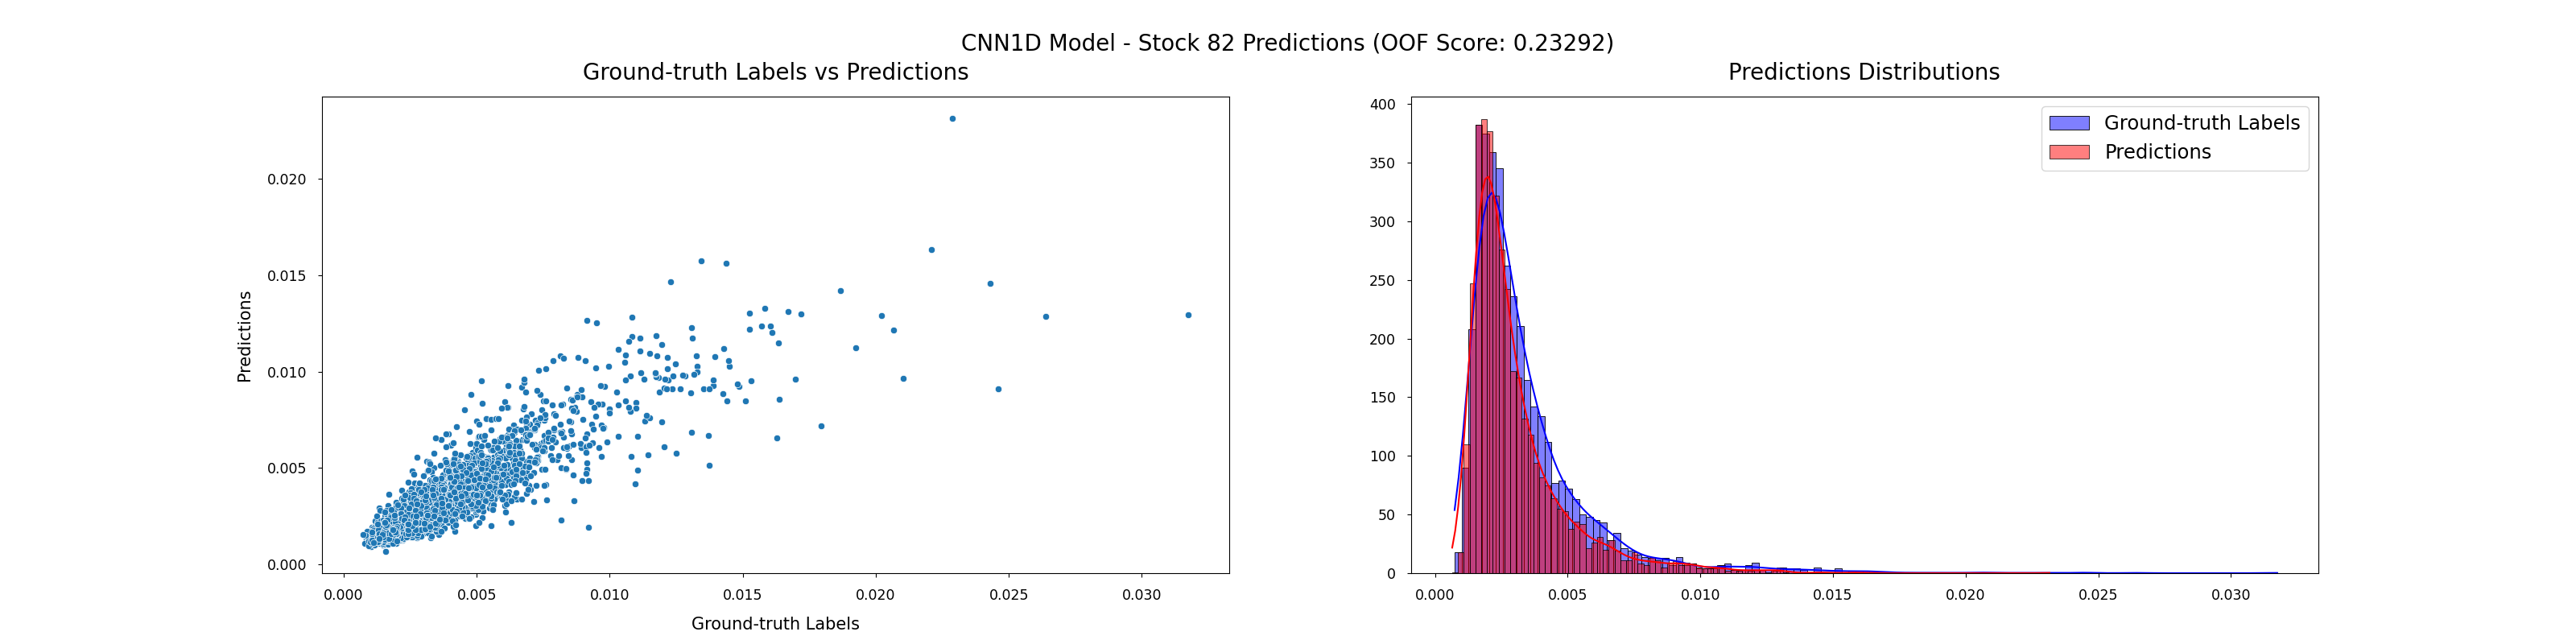 CNN1D Model - Stock 82 Predictions (OOF Score: 0.23292)
Ground-truth Labels vs Predictions
0.020
0.015
0.010
0.005
0.000
Predictions
0.000 0.005 0.010 0.015 0.020 0.025 0.030
Ground-truth Labels
Predictions Distributions
Ground-truth Labels
Predictions
400
350
300
250
200
150
100
50
0
0.000 0.005 0.010 0.015 0.020 0.025 0.030